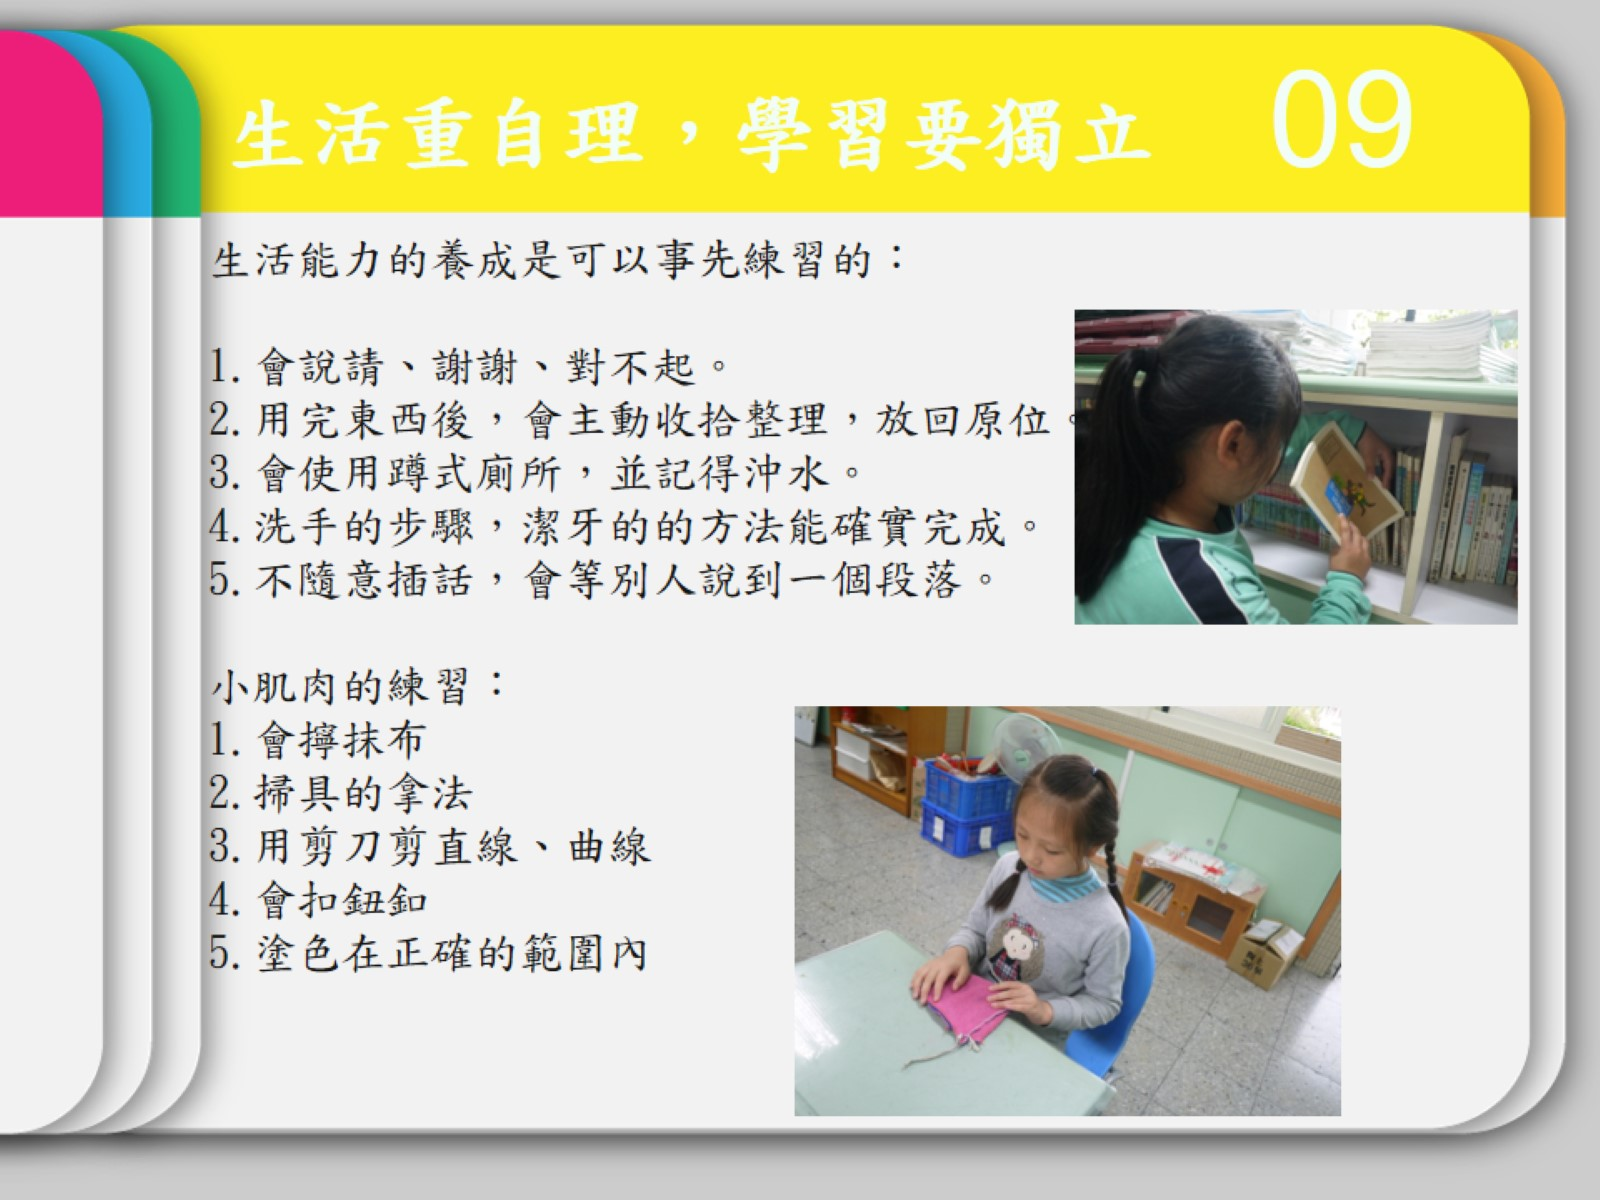 生活重自理，學習要獨立
09
生活能力的養成是可以事先練習的：
1. 會說請、謝謝、對不起。
2. 用完東西後，會主動收拾整理，放回原位。
3. 會使用蹲式廁所，並記得沖水。
4. 洗手的步驟，潔牙的的方法能確實完成。
5. 不隨意插話，會等別人說到一個段落。
小肌肉的練習：
1. 會擰抹布
2. 掃具的拿法
3. 用剪刀剪直線、曲線
4. 會扣鈕釦
5. 塗色在正確的範圍內